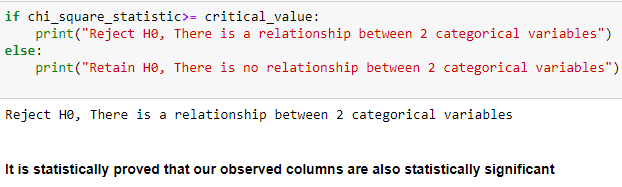 if chi_square_statistic>= critical_value:
    print("Reject H0, There is a relationship between 2 categorical variables")
else:
    print("Retain H0, There is no relationship between 2 categorical variables")
Reject H0, There is a relationship between 2 categorical variables
It is statistically proved that our observed columns are also statistically significant